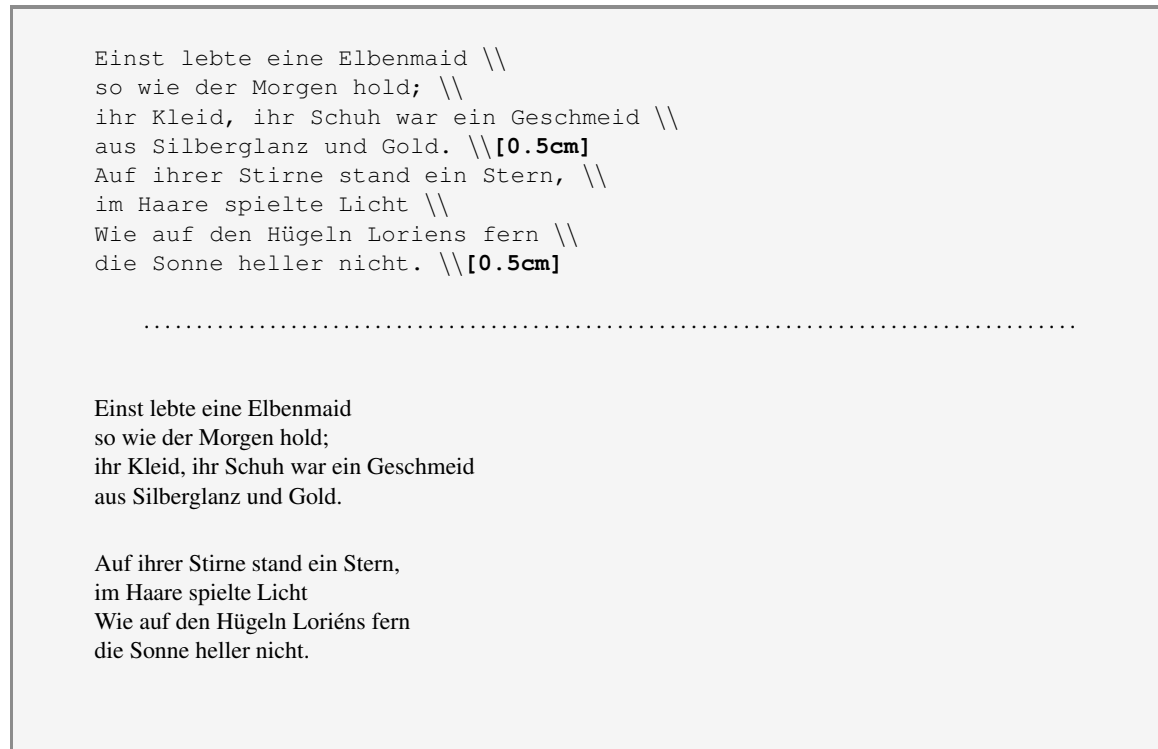 Einst lebte eine Elbenmaid \\
so wie der Morgen hold; \\
ihr Kleid, ihr Schuh war ein Geschmeid \\
aus Silberglanz und Gold. \\[0.5cm]
Auf ihrer Stirne stand ein Stern, \\
im Haare spielte Licht \\
Wie auf den Hügeln Loriens fern \\
die Sonne heller nicht. \\[0.5cm]
Einst lebte eine Elbenmaid
so wie der Morgen hold;
ihr Kleid, ihr Schuh war ein Geschmeid
aus Silberglanz und Gold.
Auf ihrer Stirne stand ein Stern,
im Haare spielte Licht
Wie auf den Hügeln Loriéns fern
die Sonne heller nicht.